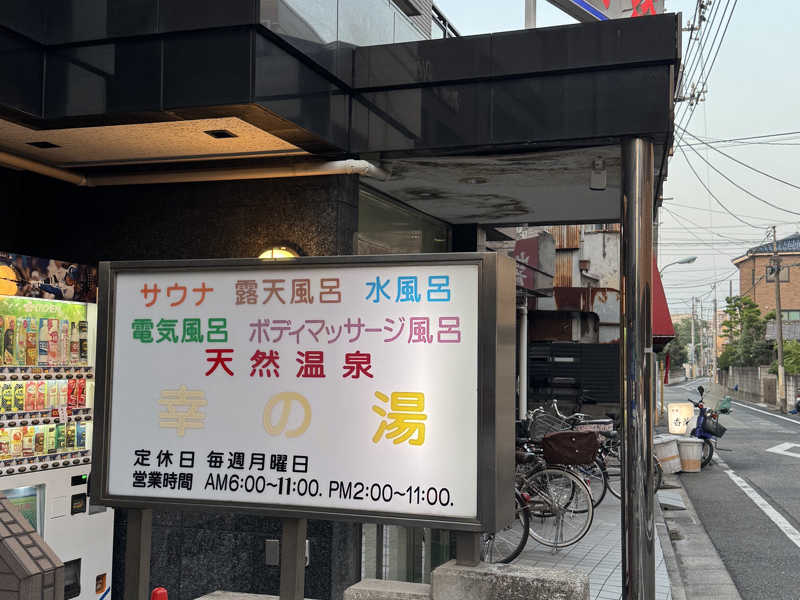 サウナ 露天風呂 水風呂
電気風呂 ボディマッサージ風呂
天然温泉
幸の湯
定休日 毎週月曜日
営業時間 AM6:00〜11:00. PM2:00〜11:00.